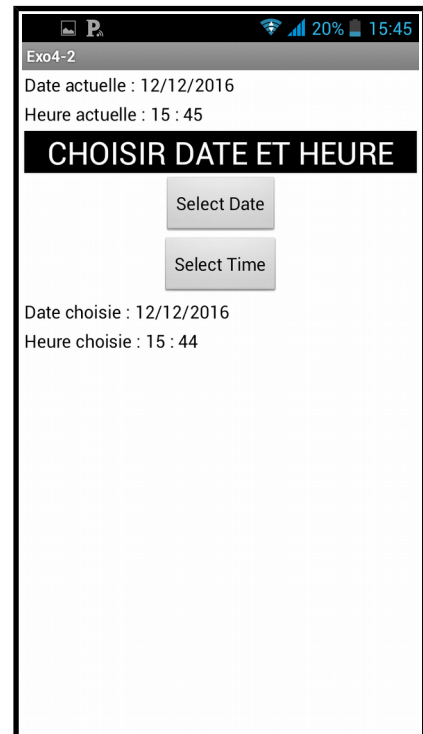 20% 15:45
Exo4-2
Date actuelle : 12/12/2016
Heure actuelle : 15 : 45
CHOISIR DATE ET HEURE
Select Date
Select Time
Date choisie : 12/12/2016
Heure choisie : 15 : 44